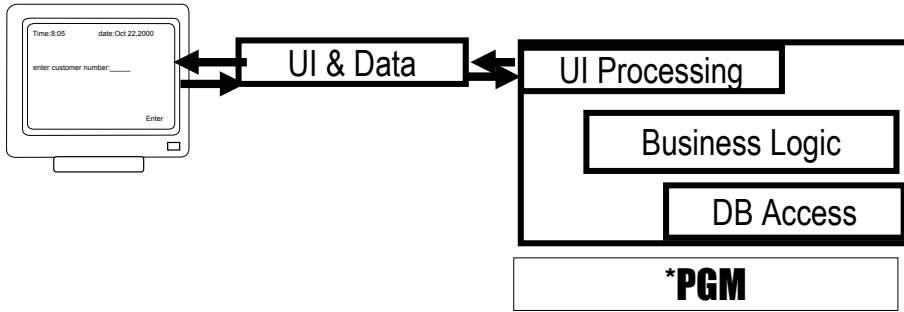 Time:8:05 date:Oct 22,2000
enter customer number:_____
Enter
UI & Data
UI Processing
Business Logic
DB Access
*PGM